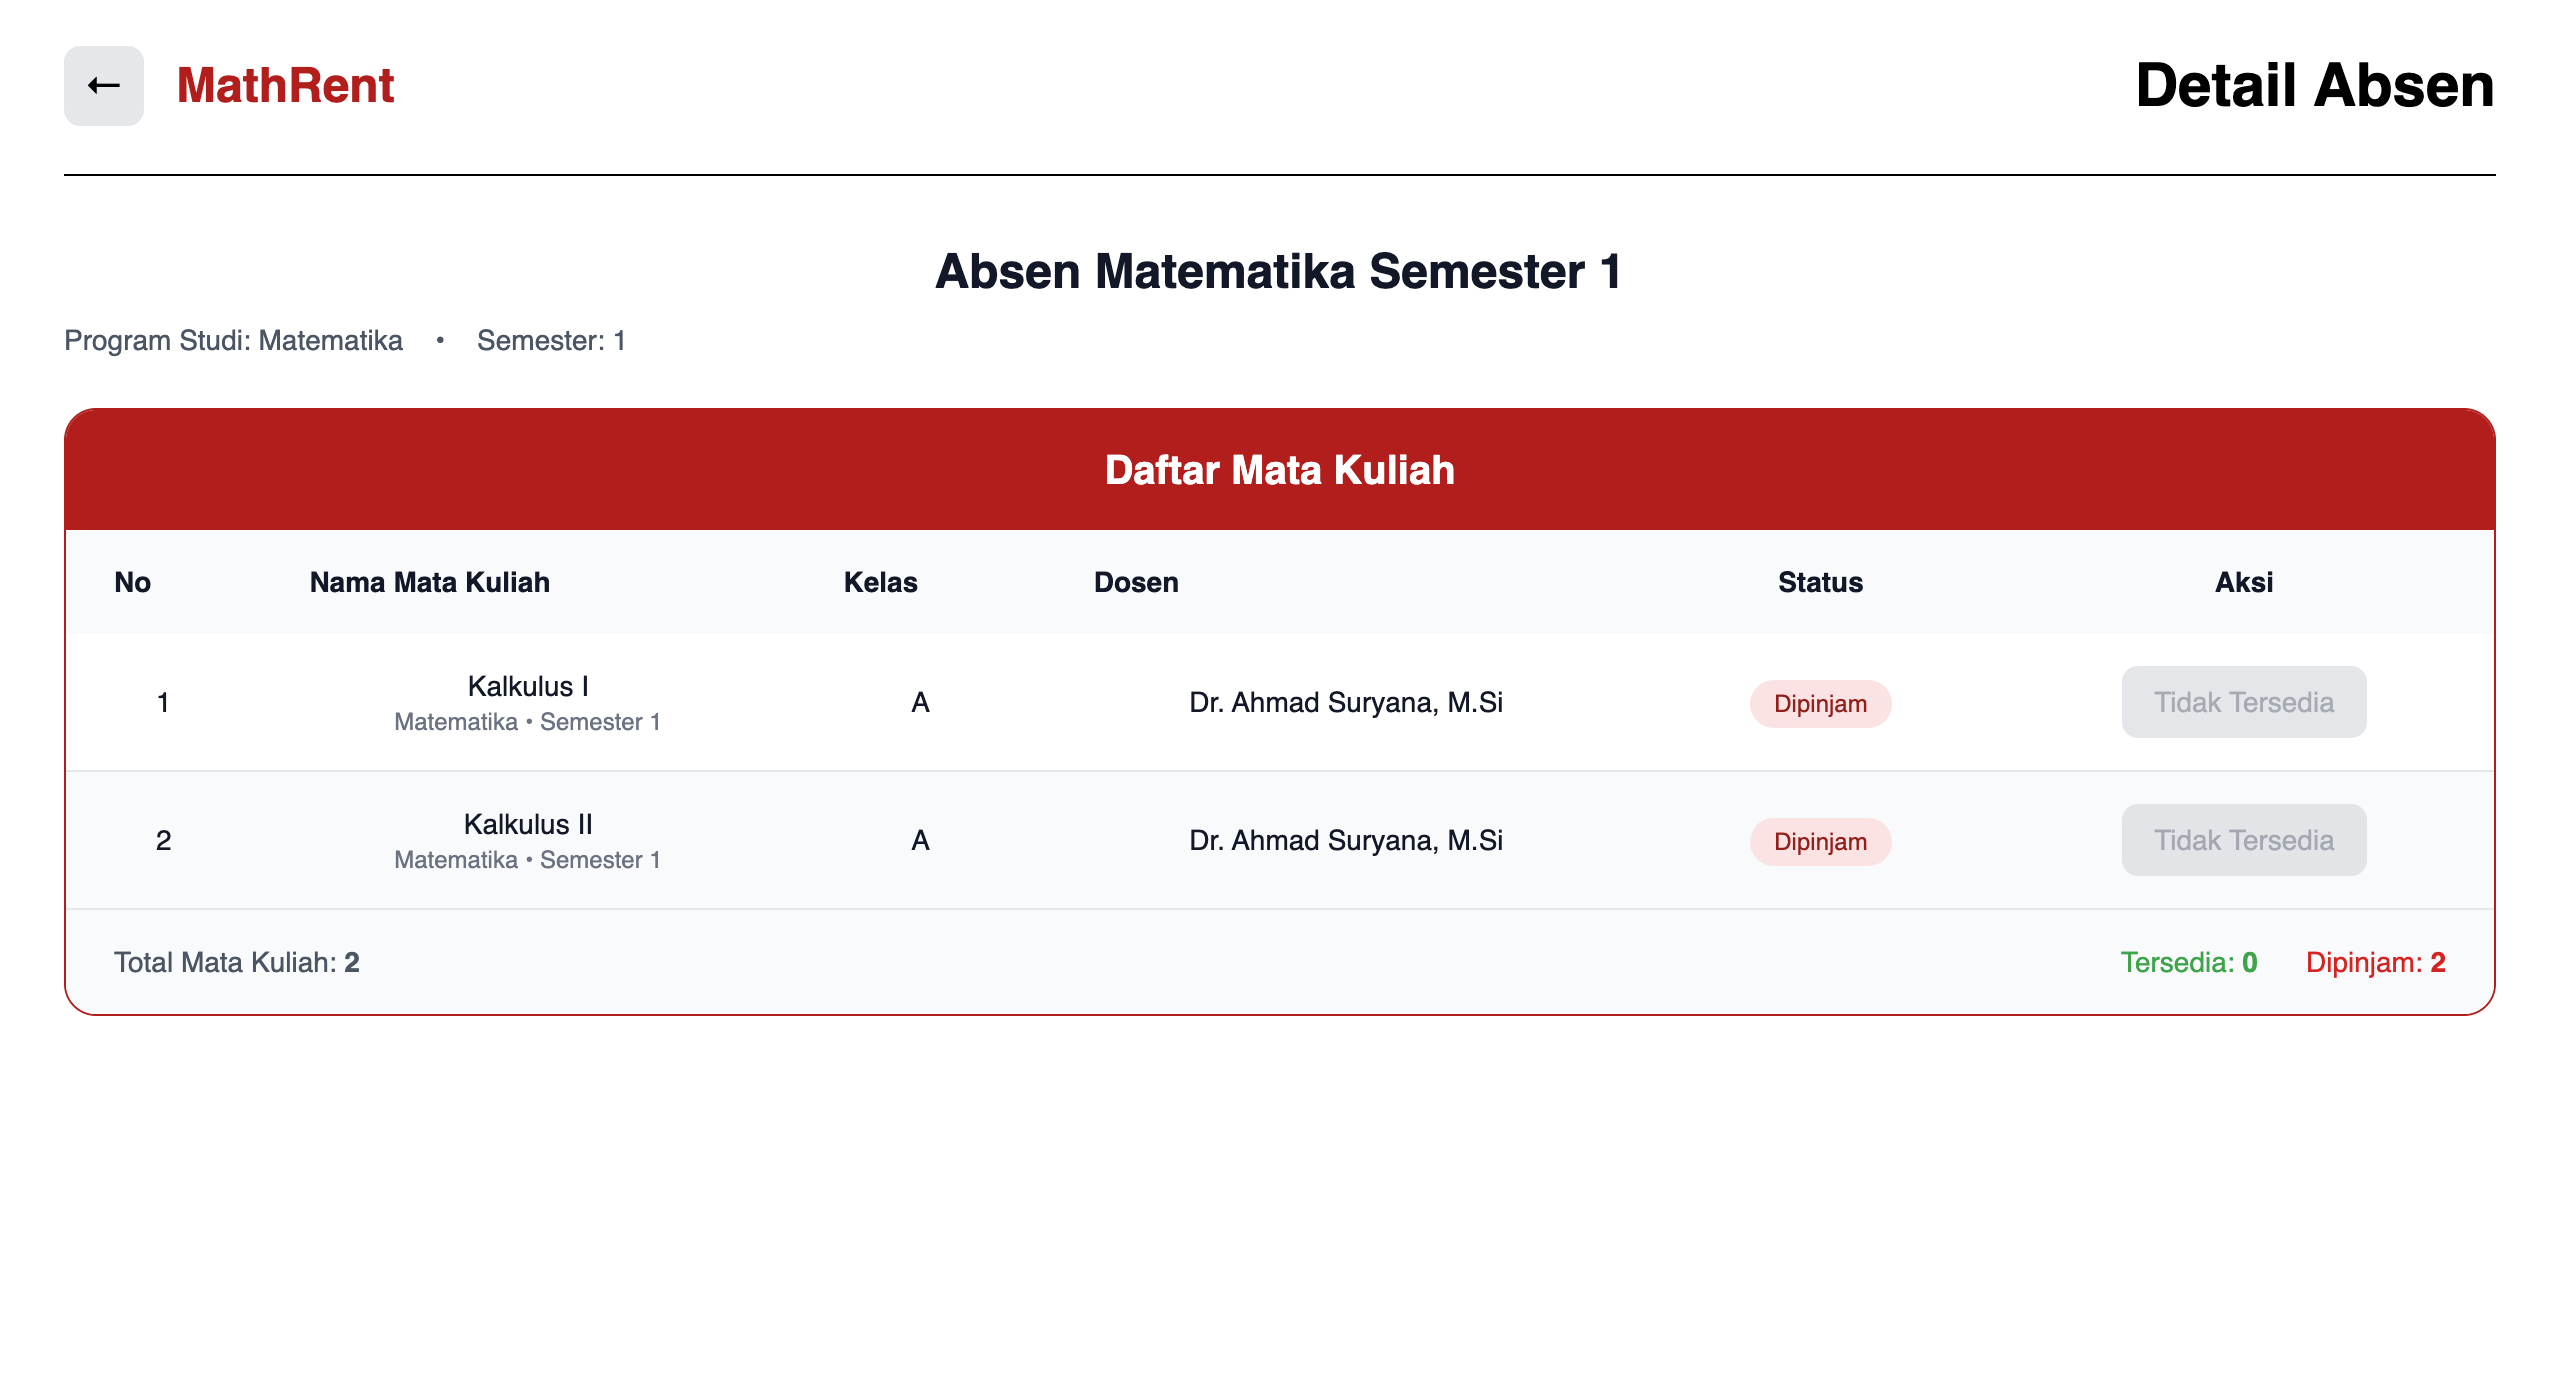 ← MathRent
Detail Absen
Absen Matematika Semester 1
Program Studi: Matematika • Semester: 1
Daftar Mata Kuliah
No Nama Mata Kuliah Kelas Dosen Status Aksi
1 Kalkulus I A Dr. Ahmad Suryana, M.Si Dipinjam Tidak Tersedia
Matematika • Semester 1
2 Kalkulus II A Dr. Ahmad Suryana, M.Si Dipinjam Tidak Tersedia
Matematika • Semester 1
Total Mata Kuliah: 2 Tersedia: 0 Dipinjam: 2